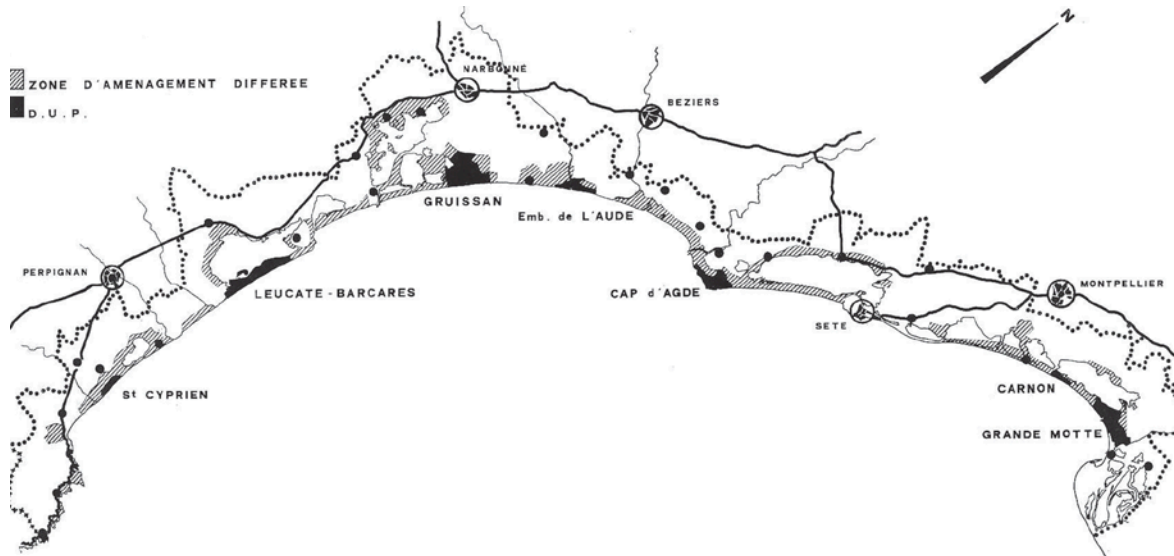 N
ZONE D'AMENAGEMENT DIFFEREE
D.U.P.
NARBONNE
BEZIERS
GRUISSAN
Emb. de L'AUDE
PERPIGNAN
LEUCATE-BARCARES
CAP d'AGDE
MONTPELLIER
SETE
St CYPRIEN
CARNON
GRANDE MOTTE